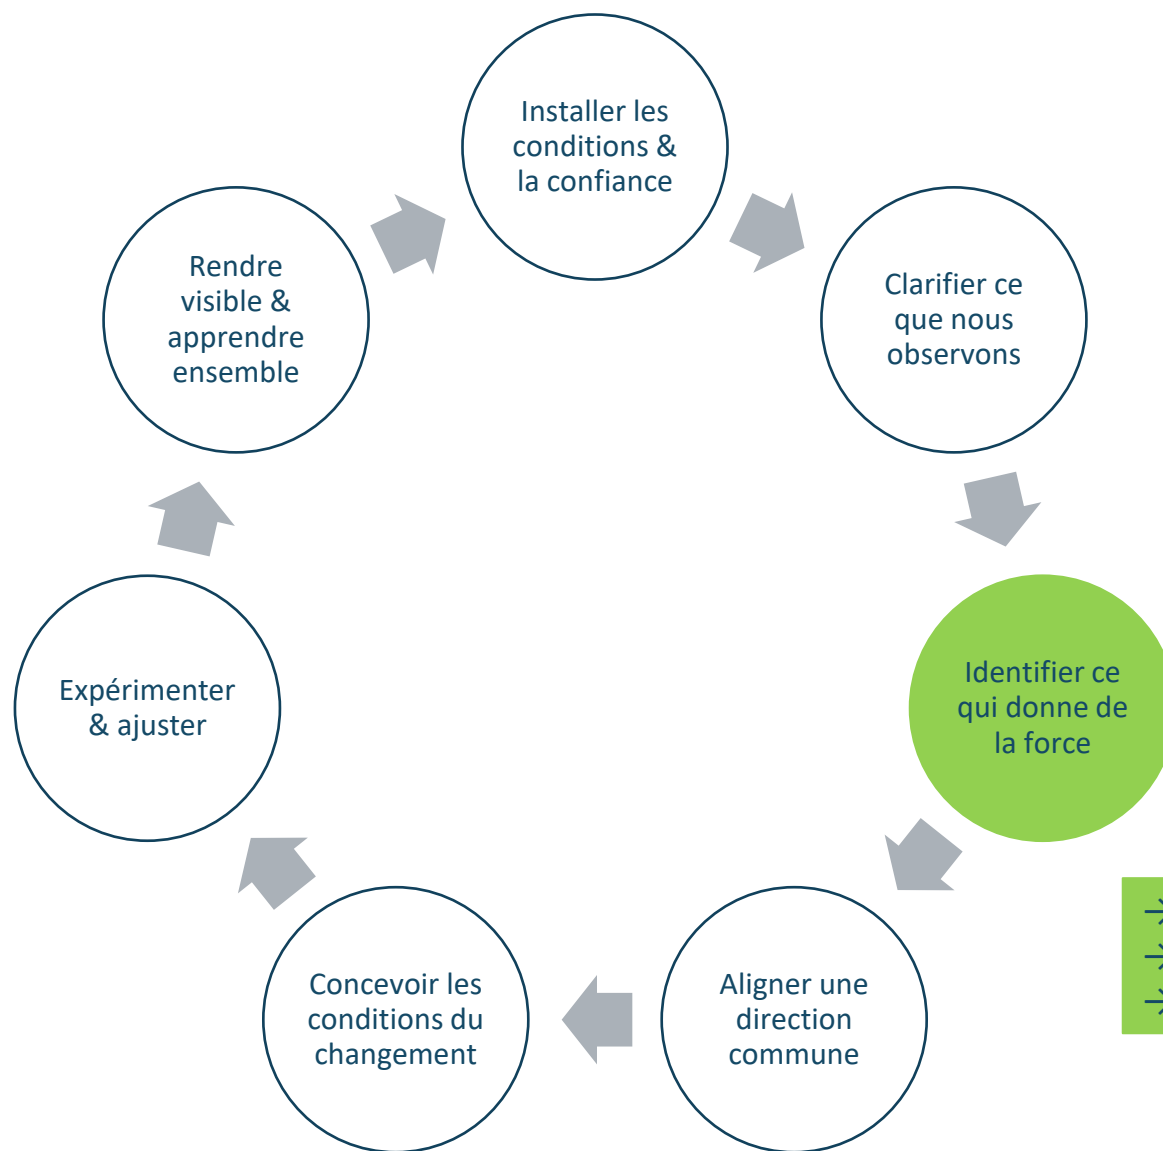 Installer les
conditions &
la confiance
Clarifier ce
que nous
observons
Identifier ce
qui donne de
la force
Aligner une
direction
commune
Concevoir les
conditions du
changement
Expérimenter
& ajuster
Rendre
visible &
apprendre
ensemble